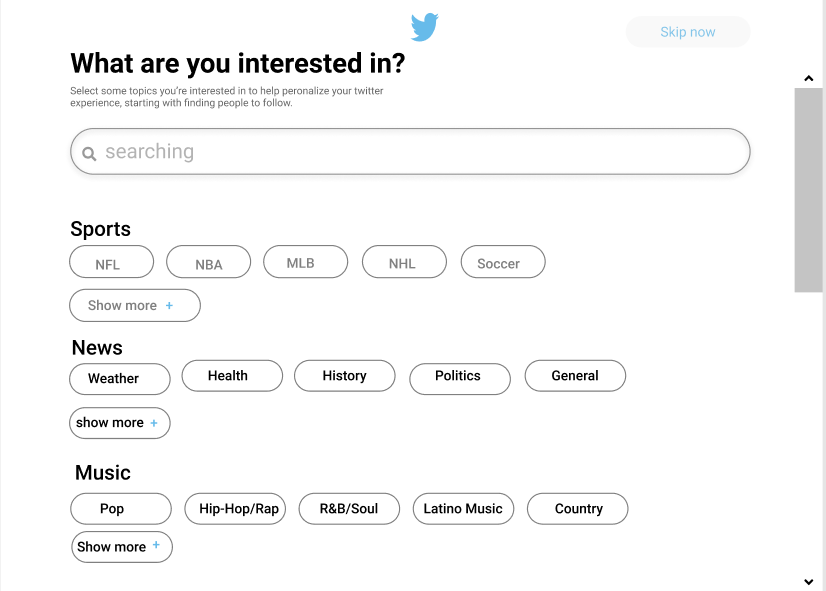 Skip now
What are you interested in?
Select some topics you're interested in to help peronalize your twitter
experience, starting with finding people to follow.
searching
Sports
NFL NBA MLB NHL Soccer
Show more +
News
Weather Health History Politics General
show more +
Music
Pop Hip-Hop/Rap R&B/Soul Latino Music Country
Show more +